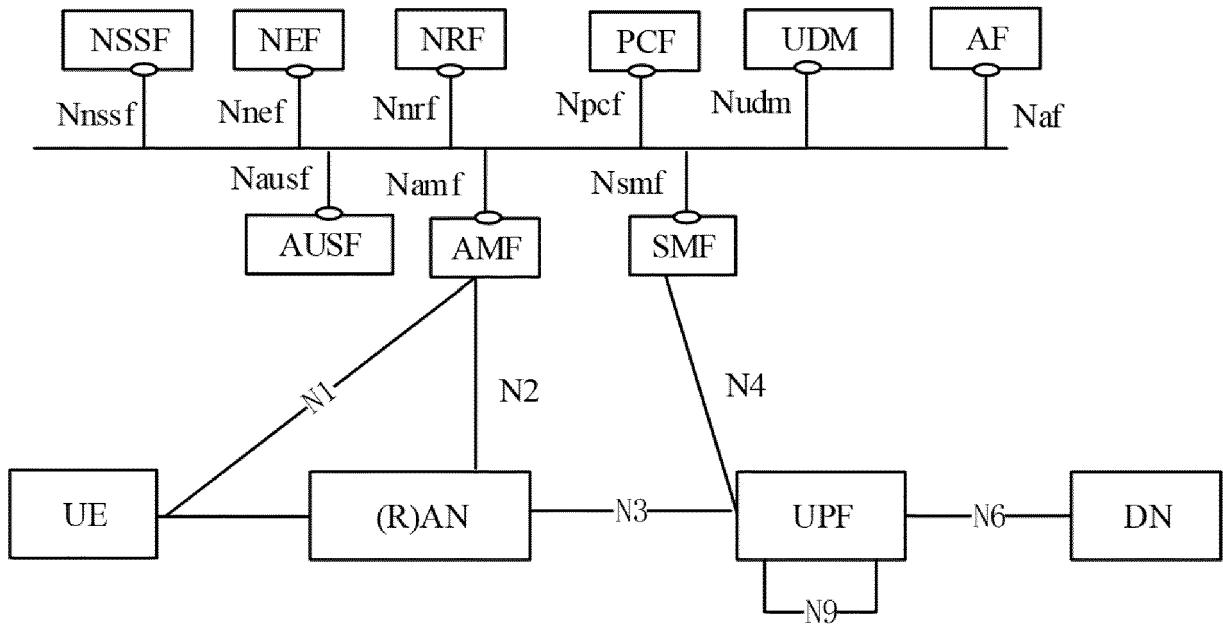 NSSF NEF NRF PCF UDM AF
Nnssf Nnef Nnrf Npcf Nudm Naf
Nausf Namf Nsmf
AUSF AMF SMF
N1 N2 N4
UE (R)AN N3 UPF N6 DN
N9